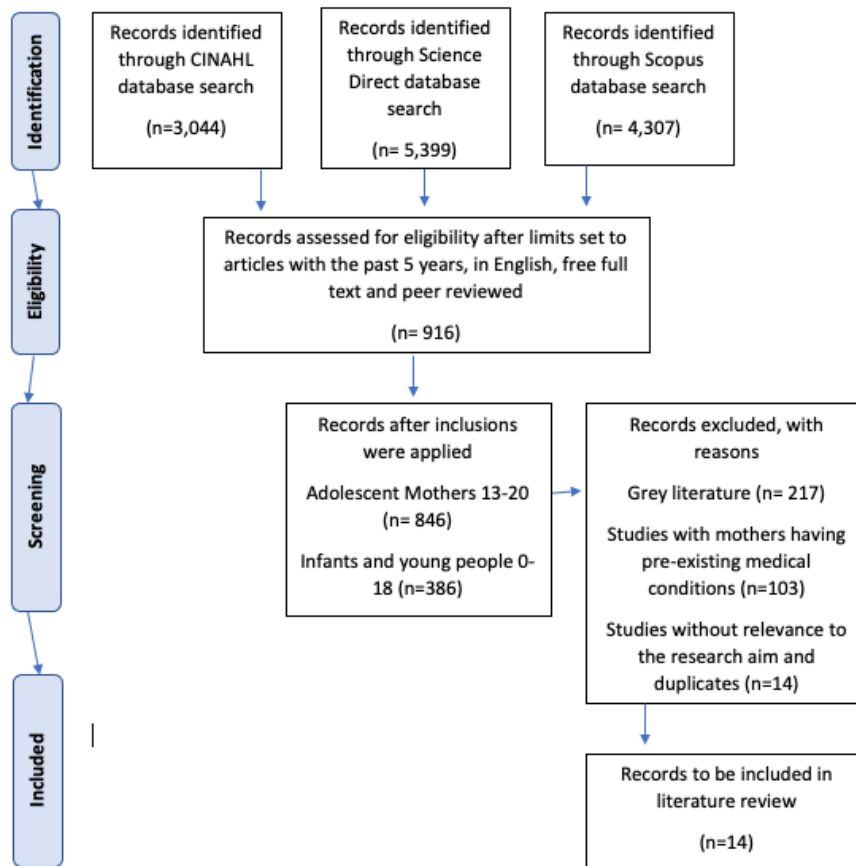 Identification
Records identified
through CINAHL
database search
(n=3,044)
Records identified
through Science
Direct database
search
(n= 5,399)
Records identified
through Scopus
database search
(n= 4,307)
Eligibility
Records assessed for eligibility after limits set to
articles with the past 5 years, in English, free full
text and peer reviewed
(n= 916)
Screening
Records after inclusions
were applied
Adolescent Mothers 13-20
(n= 846)
Infants and young people 0-
18 (n=386)
Records excluded, with
reasons
Grey literature (n= 217)
Studies with mothers having
pre-existing medical
conditions (n=103)
Studies without relevance to
the research aim and
duplicates (n=14)
Included
Records to be included in
literature review
(n=14)